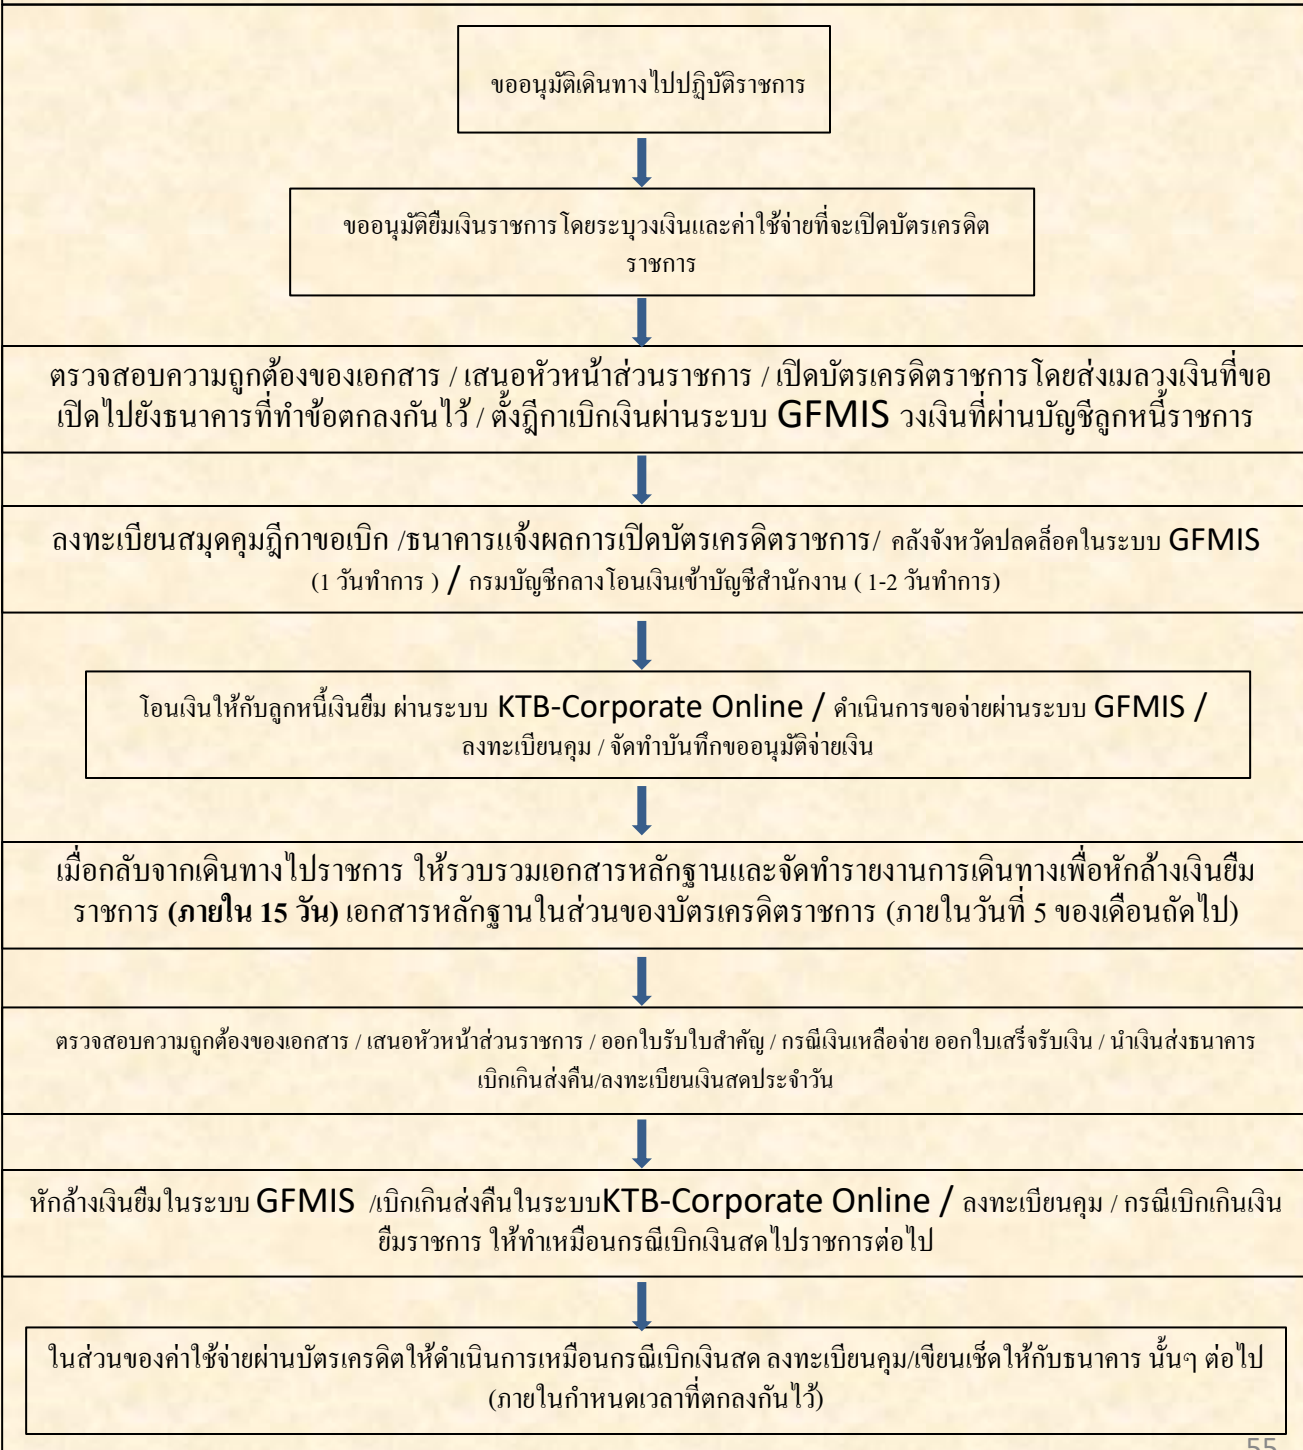 ขออนุมัติเดินทางไปปฏิบัติราชการ
ขออนุมัติยืมเงินราชการ โดยระบุวงเงินและค่าใช้จ่ายที่จะเปิดบัตรเครดิต
ราชการ
ตรวจสอบความถูกต้องของเอกสาร / เสนอหัวหน้าส่วนราชการ / เปิดบัตรเครดิตราชการ โดยส่งเมลวงเงินที่ขอ
เปิดไปยังธนาคารที่ทำข้อตกลงกันไว้ / ตั้งฎีกาเบิกเงินผ่านระบบ GFMIS วงเงินที่ผ่านบัญชีลูกหนี้ราชการ
ลงทะเบียนสมุดคุมฎีกาขอเบิก /ธนาคารแจ้งผลการเปิดบัตรเครดิตราชการ/ คลังจังหวัดปลดล็อคในระบบ GFMIS
(1 วันทำการ ) / กรมบัญชีกลางโอนเงินเข้าบัญชีสำนักงาน ( 1-2 วันทำการ)
โอนเงินให้กับลูกหนี้เงินยืม ผ่านระบบ KTB-Corporate Online / ดำเนินการขอจ่ายผ่านระบบ GFMIS /
ลงทะเบียนคุม / จัดทำบันทึกขออนุมัติจ่ายเงิน
เมื่อกลับจากเดินทางไปราชการ ให้รวบรวมเอกสารหลักฐานและจัดทำรายงานการเดินทางเพื่อหักล้างเงินยืม
ราชการ (ภายใน 15 วัน) เอกสารหลักฐานในส่วนของบัตรเครดิตราชการ (ภายในวันที่ 5 ของเดือนถัดไป)
ตรวจสอบความถูกต้องของเอกสาร / เสนอหัวหน้าส่วนราชการ / ออกใบรับใบสำคัญ / กรณีเงินเหลือจ่าย ออกใบเสร็จรับเงิน / นำเงินส่งธนาคาร
เบิกเกินส่งคืน/ลงทะเบียนเงินสดประจำวัน
หักล้างเงินยืมในระบบ GFMIS /เบิกเกินส่งคืนในระบบKTB-Corporate Online / ลงทะเบียนคุม / กรณีเบิกเกินเงิน
ยืมราชการ ให้ทำเหมือนกรณีเบิกเงินสดไปราชการต่อไป
ในส่วนของค่าใช้จ่ายผ่านบัตรเครดิตให้ดำเนินการเหมือนกรณีเบิกเงินสด ลงทะเบียนคุม/เขียนเช็คให้กับธนาคาร นั้นๆ ต่อไป
(ภายในกำหนดเวลาที่ตกลงกันไว้)
55